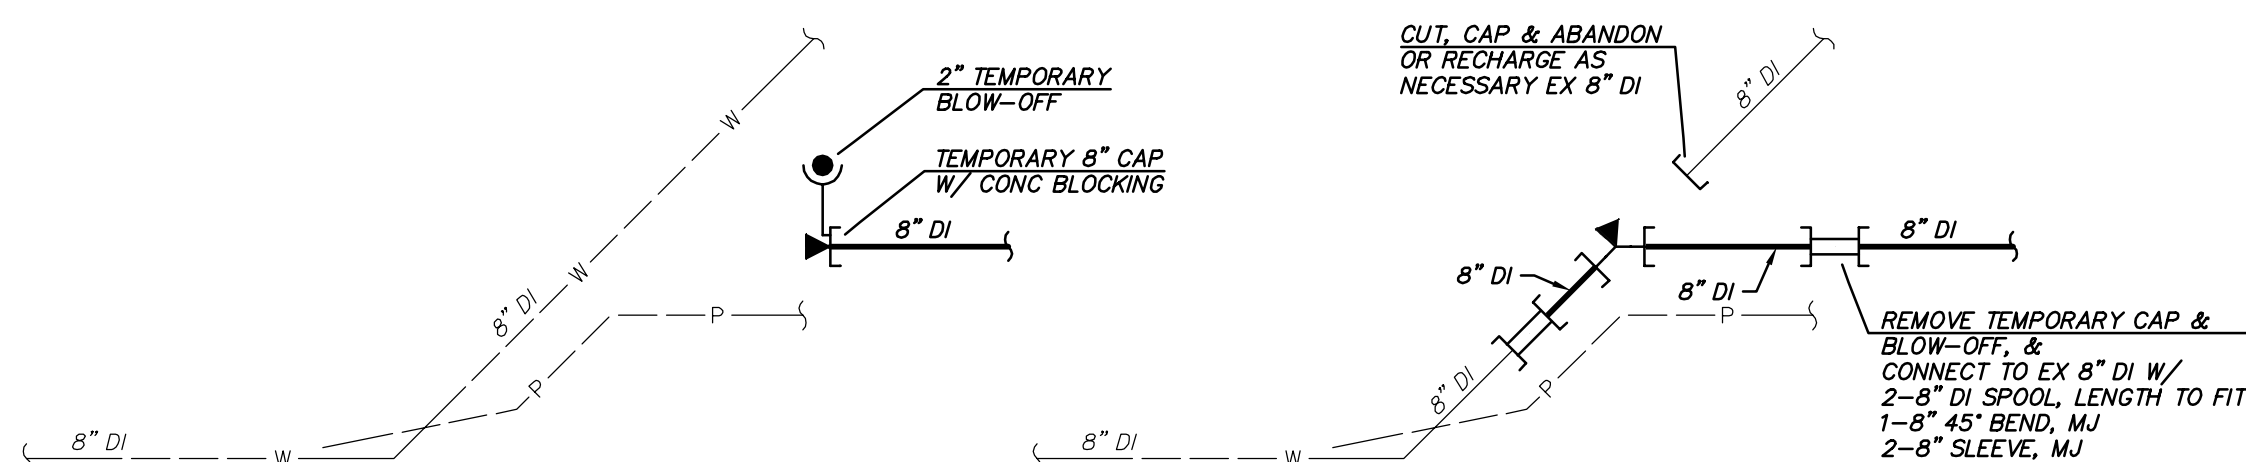 2" TEMPORARY
BLOW-OFF
TEMPORARY 8" CAP
W/ CONC BLOCKING
8" DI
W
W
8" DI
P
P
8" DI
W
CUT, CAP & ABANDON
OR RECHARGE AS
NECESSARY EX 8" DI
8" DI
8" DI
8" DI
8" DI
P
P
8" DI
8" DI
W
REMOVE TEMPORARY CAP &
BLOW-OFF, &
CONNECT TO EX 8" DI W/
2-8" DI SPOOL, LENGTH TO FIT
1-8" 45° BEND, MJ
2-8" SLEEVE, MJ